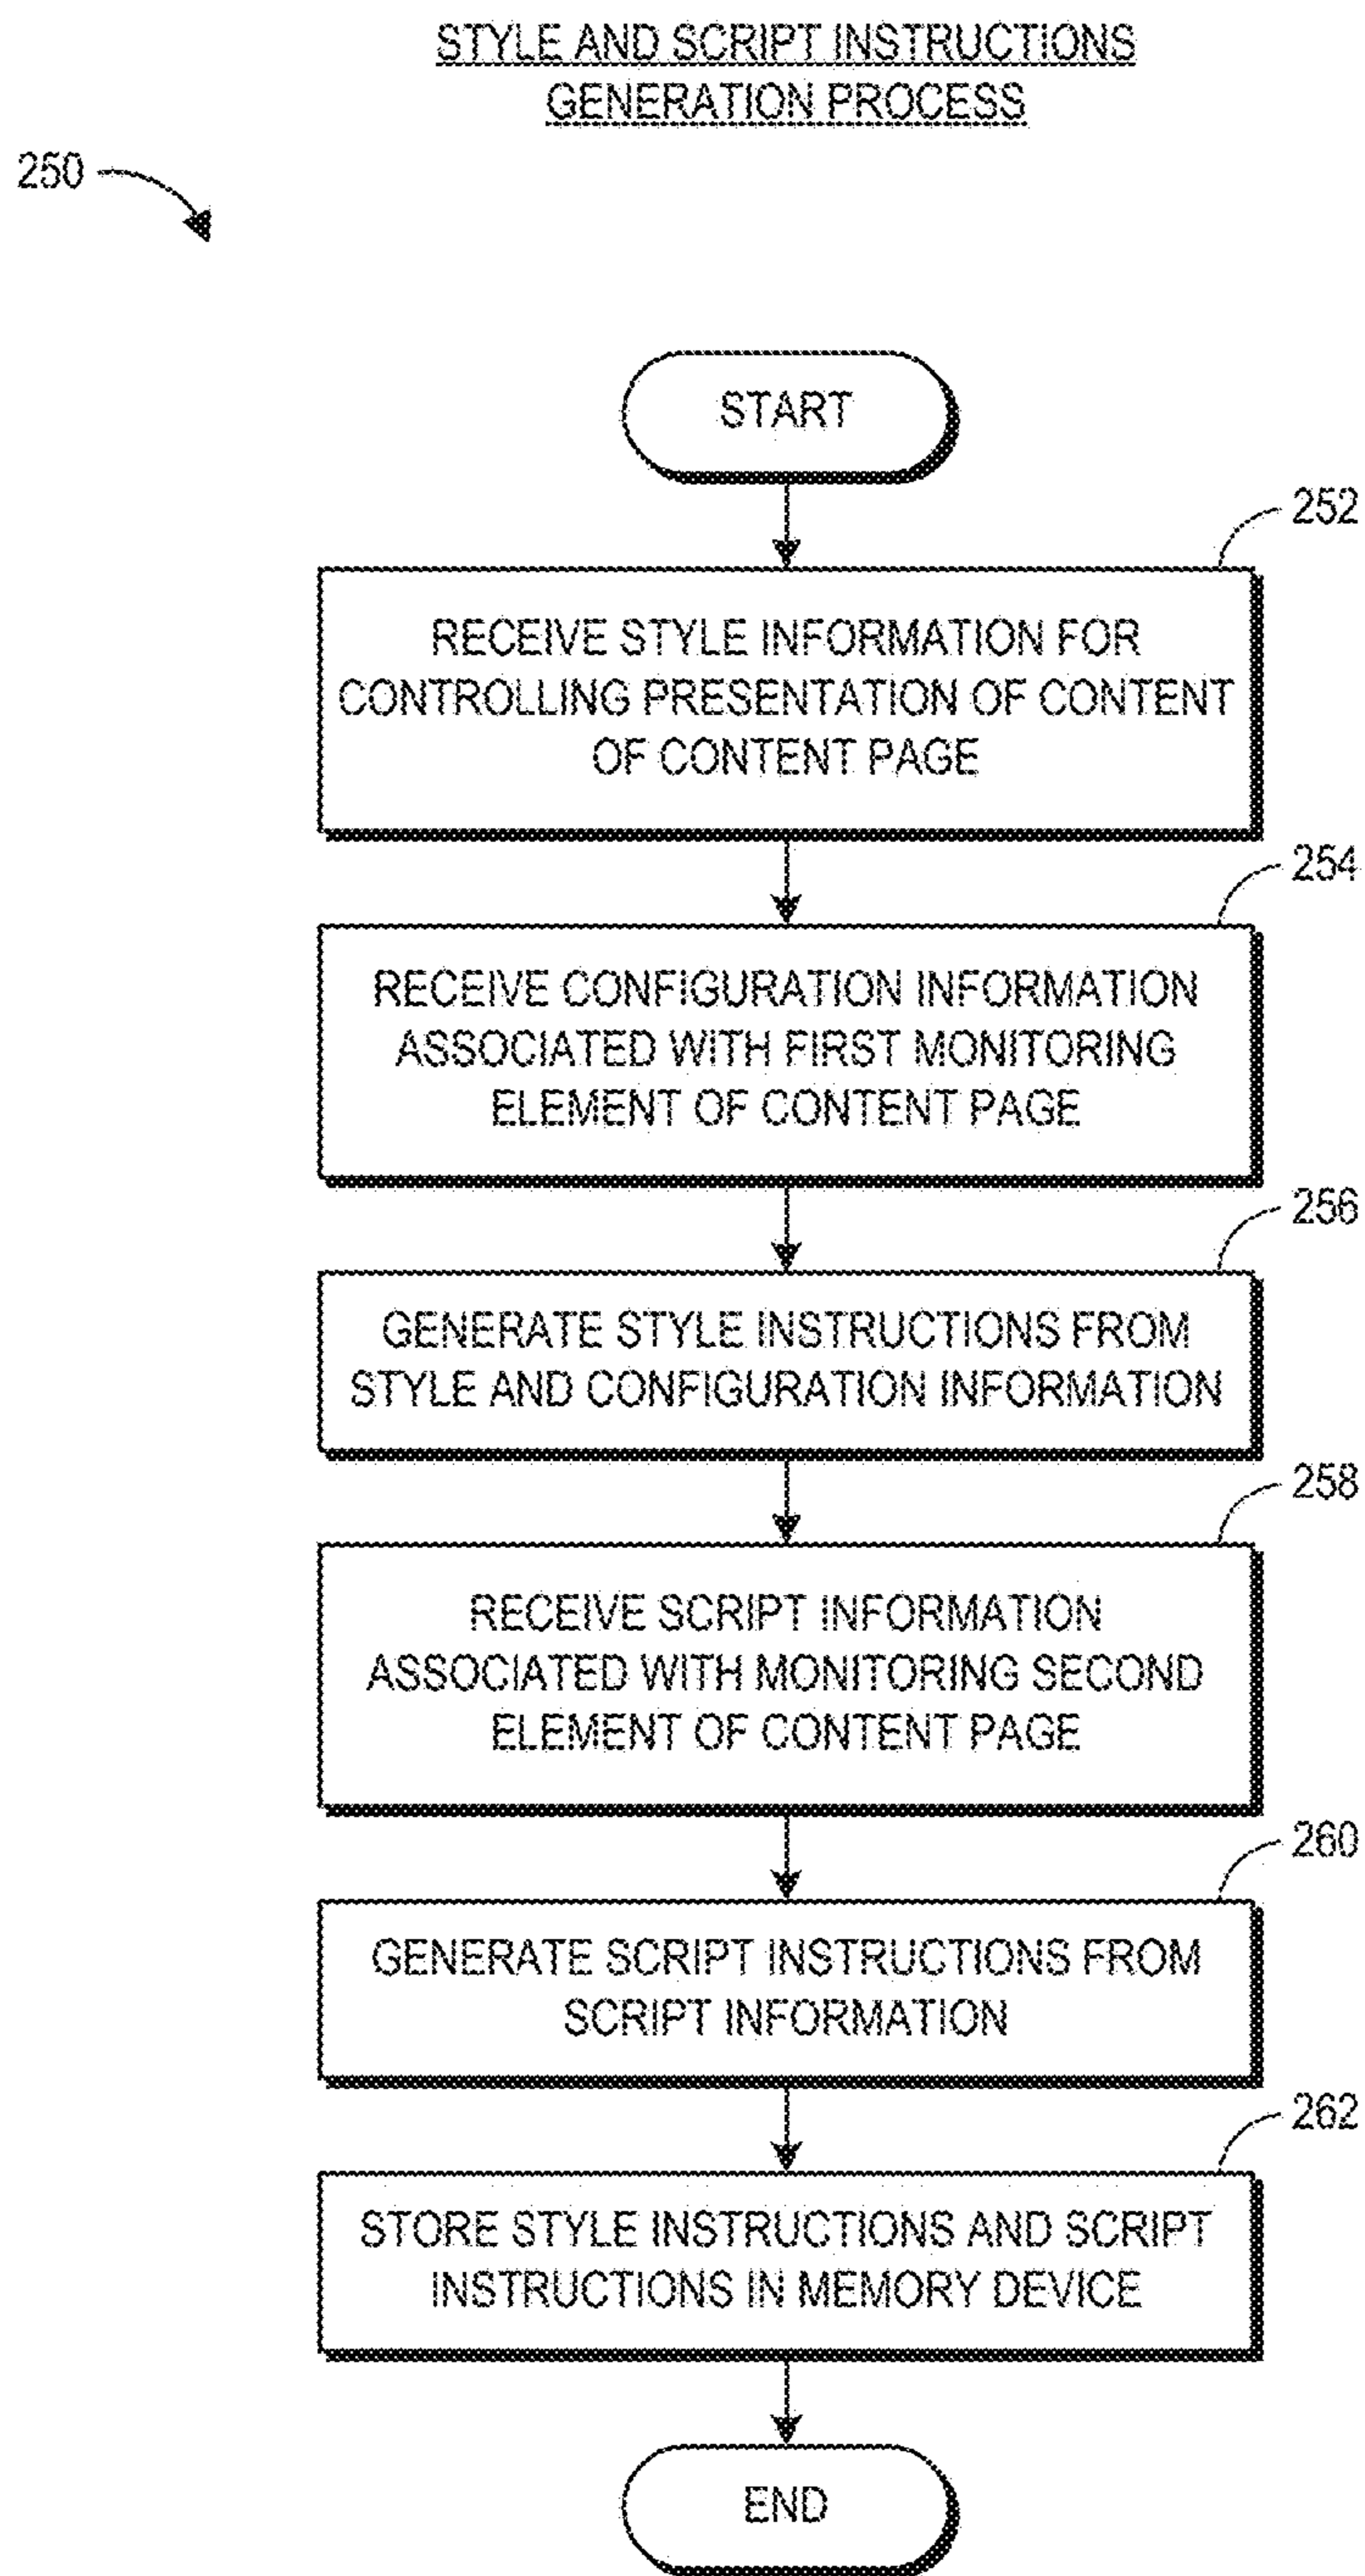 STYLE AND SCRIPT INSTRUCTIONS
GENERATION PROCESS
250
START
252
RECEIVE STYLE INFORMATION FOR
CONTROLLING PRESENTATION OF CONTENT
OF CONTENT PAGE
254
RECEIVE CONFIGURATION INFORMATION
ASSOCIATED WITH FIRST MONITORING
ELEMENT OF CONTENT PAGE
256
GENERATE STYLE INSTRUCTIONS FROM
STYLE AND CONFIGURATION INFORMATION
258
RECEIVE SCRIPT INFORMATION
ASSOCIATED WITH MONITORING SECOND
ELEMENT OF CONTENT PAGE
260
GENERATE SCRIPT INSTRUCTIONS FROM
SCRIPT INFORMATION
262
STORE STYLE INSTRUCTIONS AND SCRIPT
INSTRUCTIONS IN MEMORY DEVICE
END